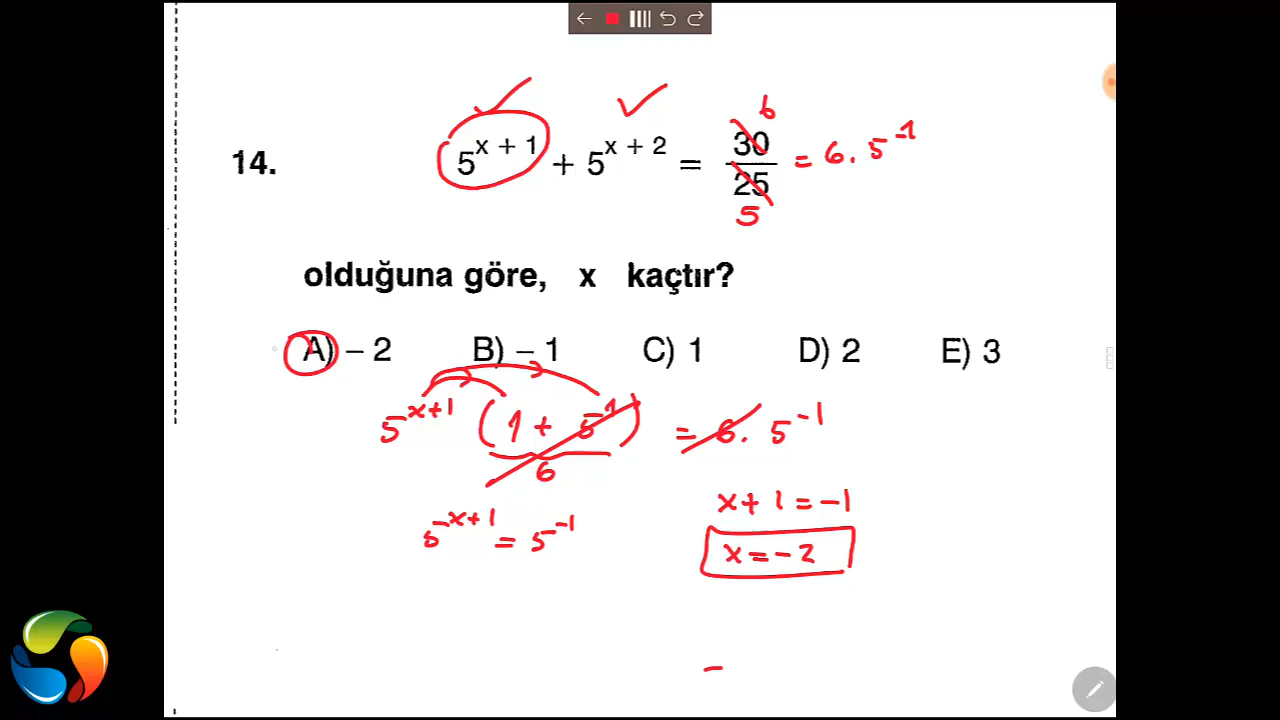 14. 5^(x + 1) + 5^(x + 2) = 30/25 = 6 . 5^-1
6
5
olduğuna göre, x kaçtır?
A) – 2 B) – 1 C) 1 D) 2 E) 3
5^(x+1) (1 + 5^1) = 6 . 5^-1
6
5^(x+1) = 5^-1
x + 1 = -1
x = -2